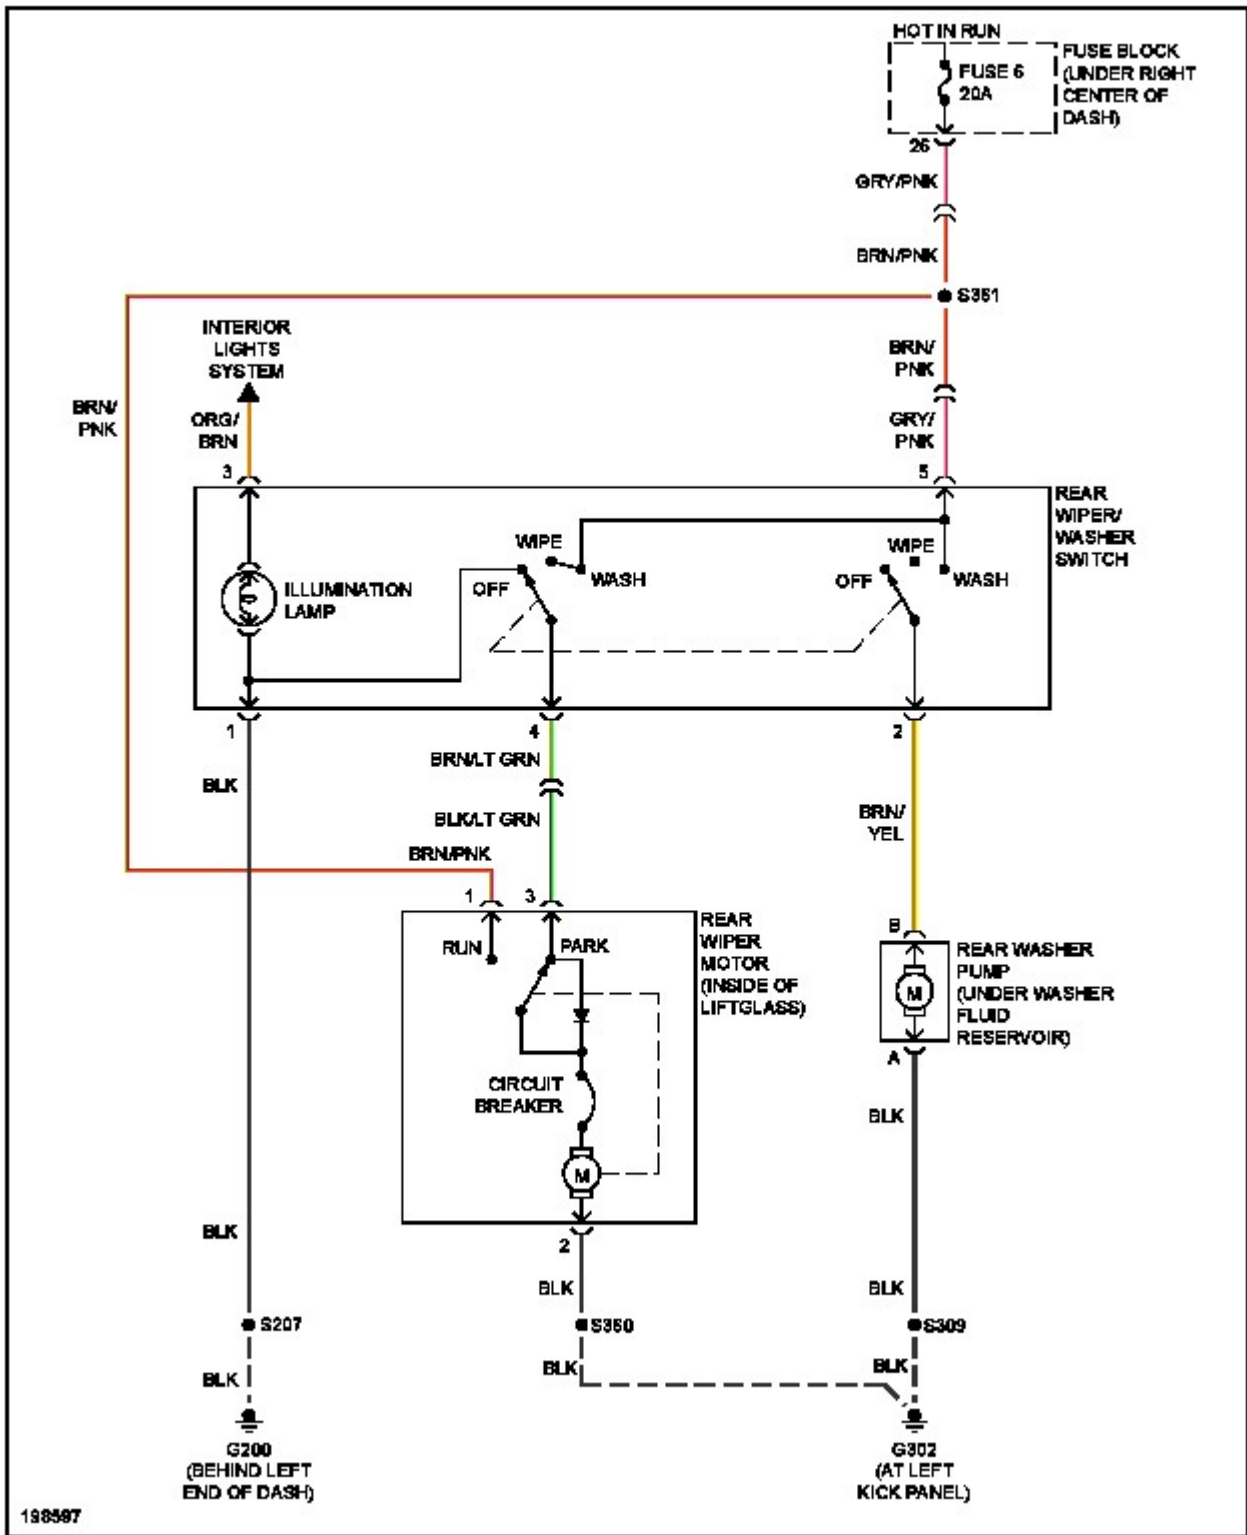 HOT IN RUN
FUSE 6
20A
FUSE BLOCK
(UNDER RIGHT
CENTER OF
DASH)
26
GRY/PNK
BRN/PNK
S361
INTERIOR
LIGHTS
SYSTEM
BRN/
PNK
ORG/
BRN
BRN/
PNK
GRY/
PNK
3
5
REAR
WIPER/
WASHER
SWITCH
WIPE
OFF
WASH
WIPE
OFF
WASH
ILLUMINATION
LAMP
1
4
2
BLK
BRN/LT GRN
BLK/LT GRN
BRN/
YEL
BRN/PNK
1
3
RUN
PARK
REAR
WIPER
MOTOR
(INSIDE OF
LIFTGLASS)
B
M
REAR WASHER
PUMP
(UNDER WASHER
FLUID
RESERVOIR)
A
CIRCUIT
BREAKER
M
BLK
2
BLK
BLK
BLK
S207
S360
S309
BLK
BLK
BLK
G200
(BEHIND LEFT
END OF DASH)
G302
(AT LEFT
KICK PANEL)
198597